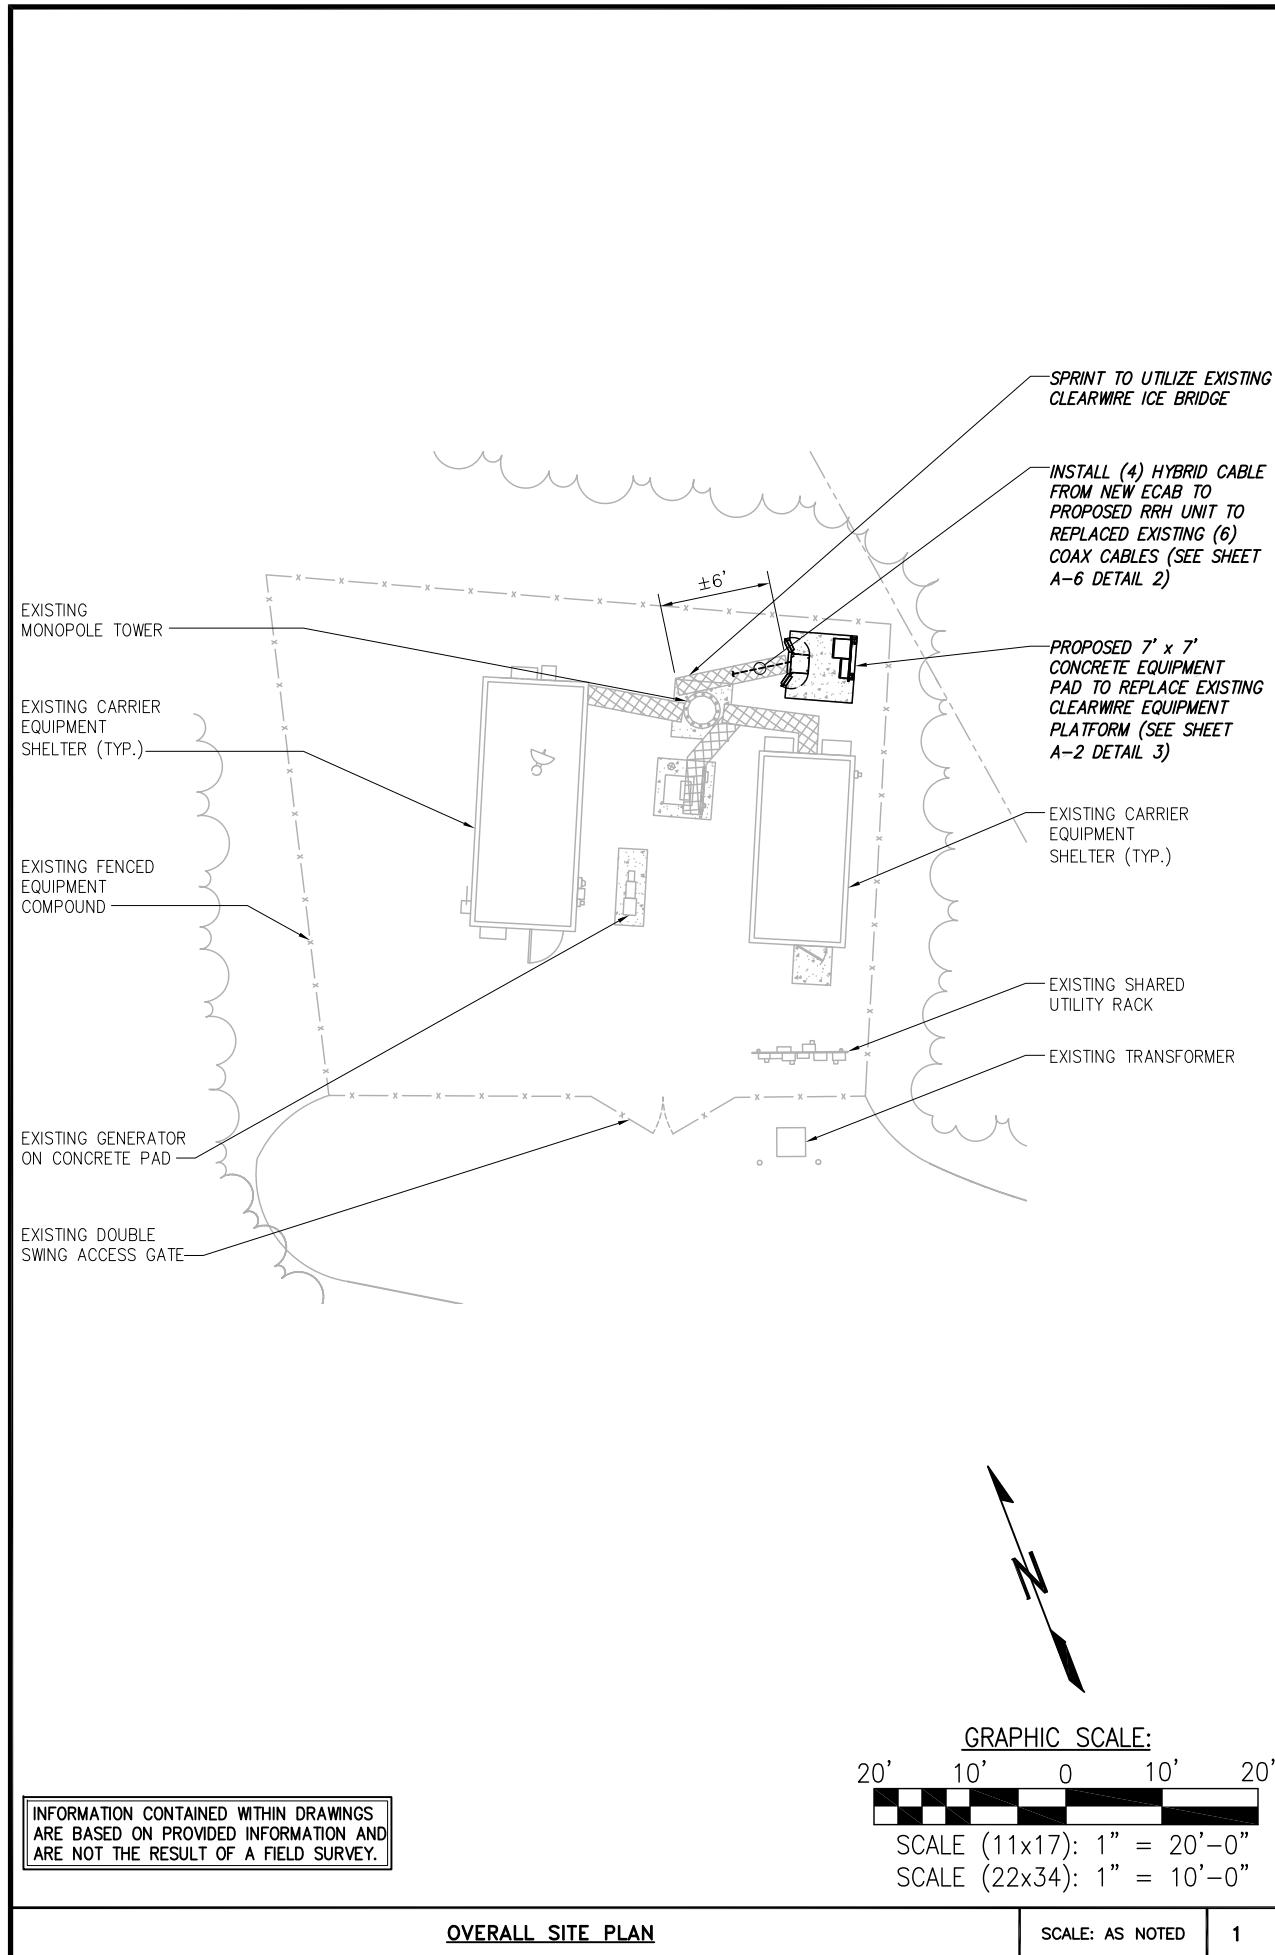 SPRINT TO UTILIZE EXISTING
CLEARWIRE ICE BRIDGE
INSTALL (4) HYBRID CABLE
FROM NEW ECAB TO
PROPOSED RRH UNIT TO
REPLACED EXISTING (6)
COAX CABLES (SEE SHEET
A-6 DETAIL 2)
±6'
EXISTING
MONOPOLE TOWER
PROPOSED 7' x 7'
CONCRETE EQUIPMENT
PAD TO REPLACE EXISTING
CLEARWIRE EQUIPMENT
PLATFORM (SEE SHEET
A-2 DETAIL 3)
EXISTING CARRIER
EQUIPMENT
SHELTER (TYP.)
EXISTING CARRIER
EQUIPMENT
SHELTER (TYP.)
EXISTING FENCED
EQUIPMENT
COMPOUND
EXISTING SHARED
UTILITY RACK
EXISTING TRANSFORMER
EXISTING GENERATOR
ON CONCRETE PAD
EXISTING DOUBLE
SWING ACCESS GATE
N
GRAPHIC SCALE:
20' 10' 0 10' 20'
SCALE (11x17): 1" = 20'-0"
SCALE (22x34): 1" = 10'-0"
INFORMATION CONTAINED WITHIN DRAWINGS
ARE BASED ON PROVIDED INFORMATION AND
ARE NOT THE RESULT OF A FIELD SURVEY.
OVERALL SITE PLAN
SCALE: AS NOTED
1